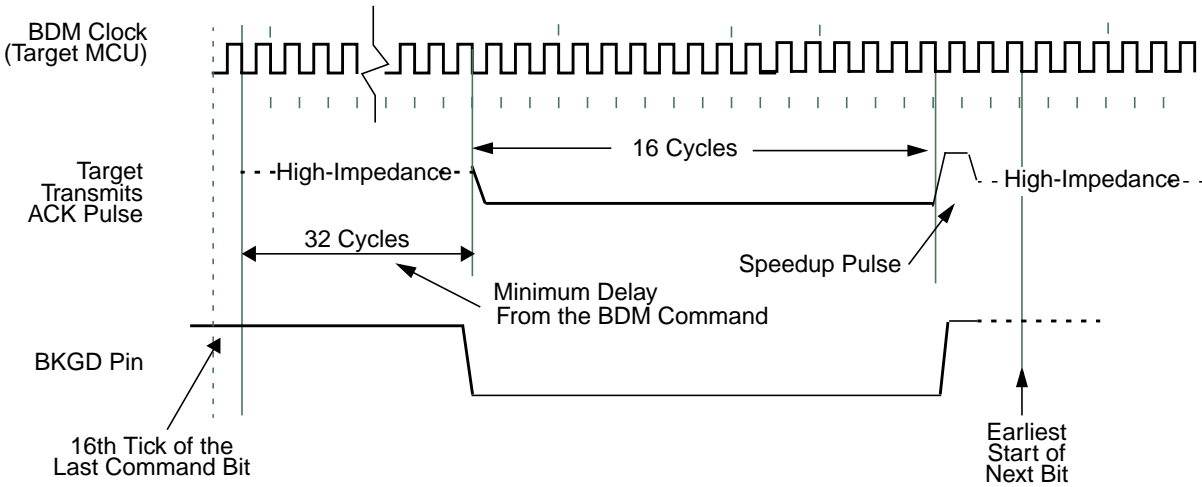 BDM Clock
(Target MCU)
16 Cycles
Target
Transmits
ACK Pulse
High-Impedance
High-Impedance
32 Cycles
Speedup Pulse
Minimum Delay
From the BDM Command
BKGD Pin
16th Tick of the
Last Command Bit
Earliest
Start of
Next Bit